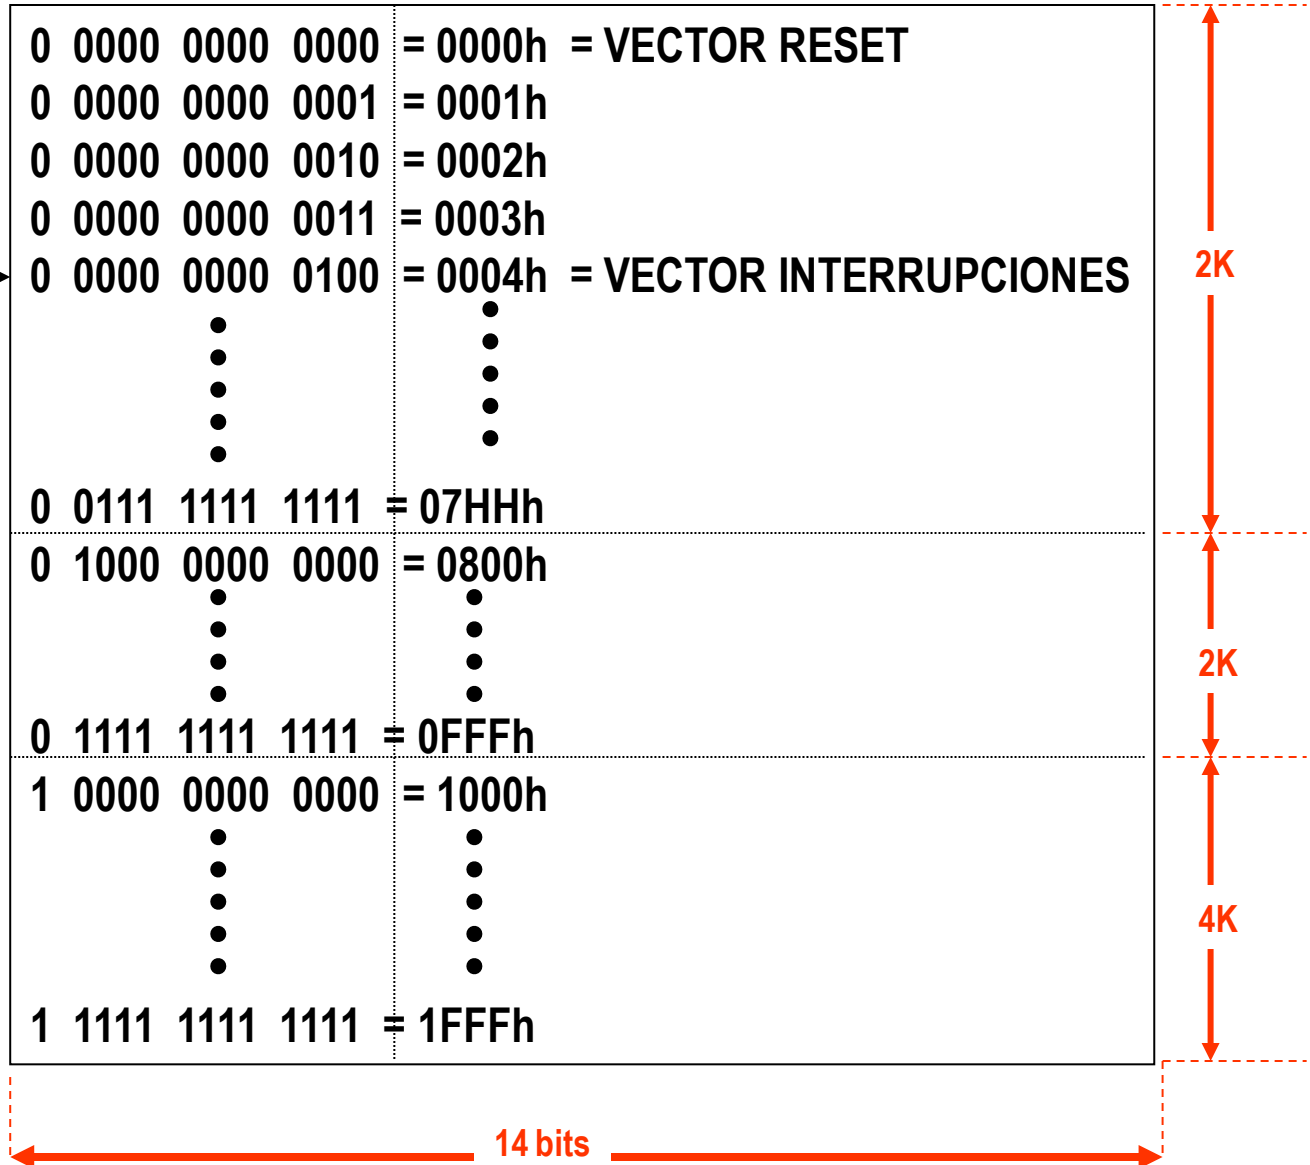 0 0000 0000 0000 = 0000h = VECTOR RESET
0 0000 0000 0001 = 0001h
0 0000 0000 0010 = 0002h
0 0000 0000 0011 = 0003h
0 0000 0000 0100 = 0004h = VECTOR INTERRUPCIONES
2K
0 0111 1111 1111 = 07HHh
0 1000 0000 0000 = 0800h
2K
0 1111 1111 1111 = 0FFFh
1 0000 0000 0000 = 1000h
4K
1 1111 1111 1111 = 1FFFh
14 bits